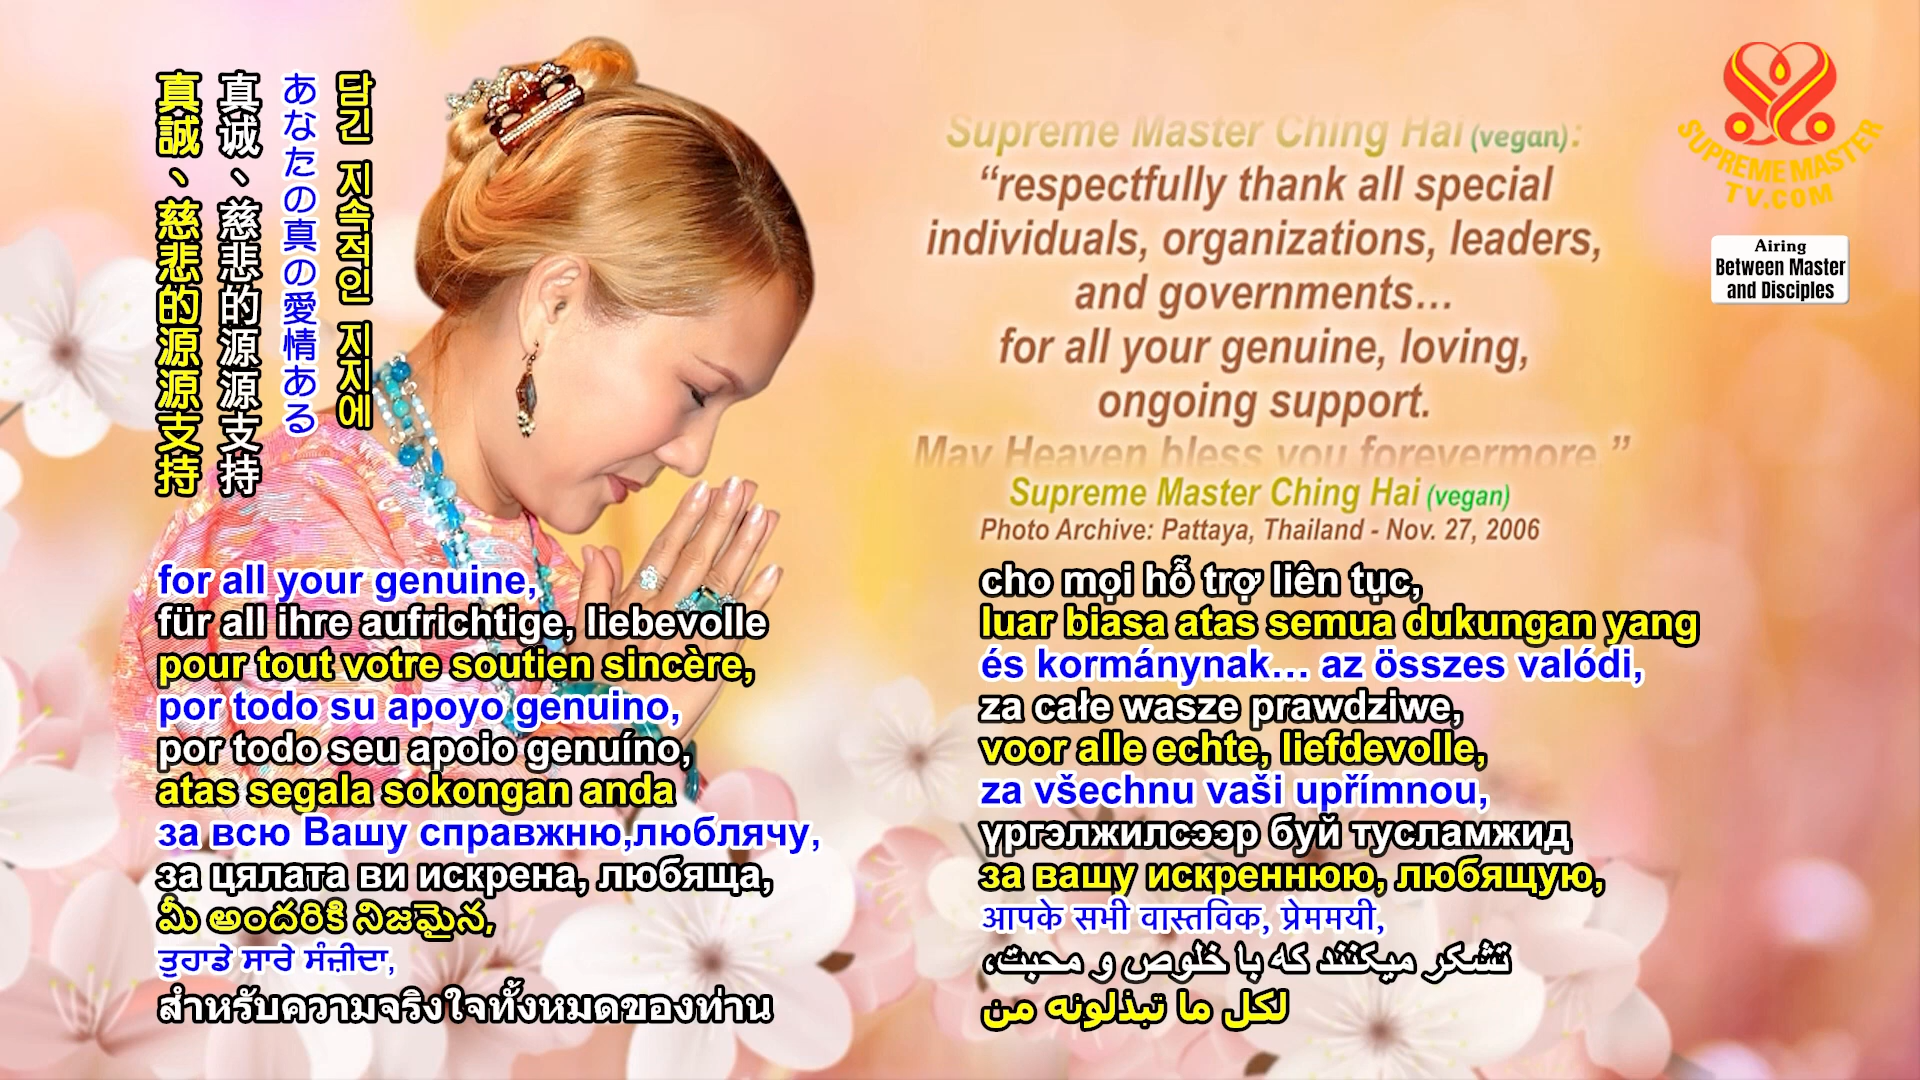 真誠、慈悲的源源支持
真诚、慈悲的源源支持
あなたの真の愛情ある
담긴 지속적인 지지에
Supreme Master Ching Hai (vegan):
“respectfully thank all special
individuals, organizations, leaders,
and governments…
for all your genuine, loving,
ongoing support.
May Heaven bless you forevermore.”
Supreme Master Ching Hai (vegan)
Photo Archive: Pattaya, Thailand - Nov. 27, 2006
SUPREME MASTER
TV.COM
Airing
Between Master
and Disciples
for all your genuine,
für all ihre aufrichtige, liebevolle
pour tout votre soutien sincère,
por todo su apoyo genuino,
por todo seu apoio genuíno,
atas segala sokongan anda
за всю Вашу справжню,люблячу,
за цялата ви искрена, любяща,
మీ అందరికీ నిజమైన,
ਤੁਹਾਡੇ ਸਾਰੇ ਸੰਜ਼ੀਦਾ,
สำหรับความจริงใจทั้งหมดของท่าน
cho mọi hỗ trợ liên tục,
luar biasa atas semua dukungan yang
és kormánynak… az összes valódi,
za całe wasze prawdziwe,
voor alle echte, liefdevolle,
za všechnu vaši upřímnou,
үргэлжилсээр буй тусламжид
за вашу искреннюю, любящую,
आपके सभी वास्तविक, प्रेममयी,
تشکر میکنند که با خلوص و محبت،
لكل ما تبذلونه من